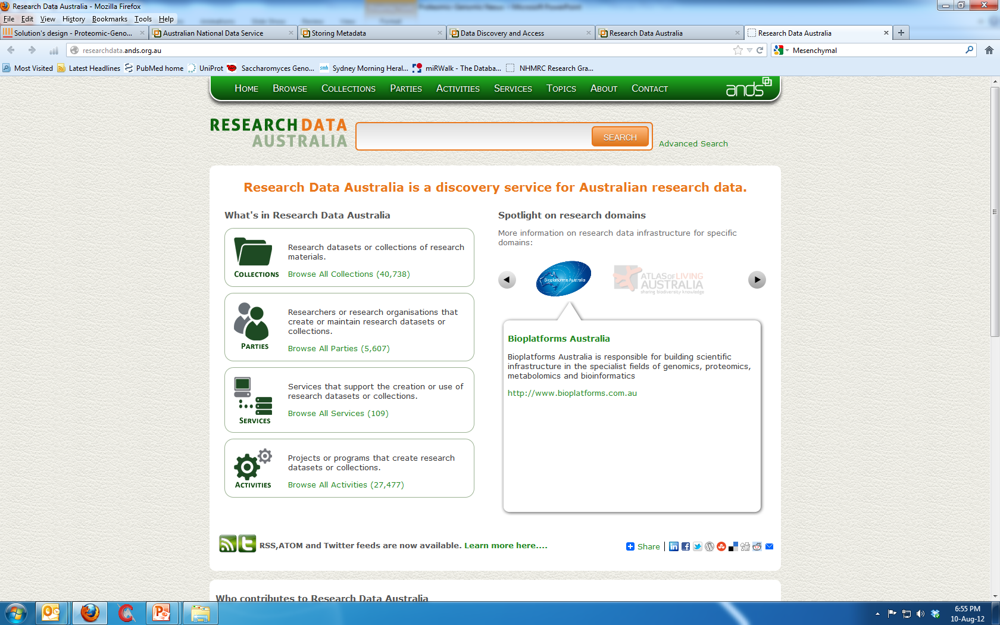 Research Data Australia - Mozilla Firefox
File Edit View History Bookmarks Tools Help
Solution's design - Proteomic-Geno...
Australian National Data Service
Storing Metadata
Data Discovery and Access
Research Data Australia
Research Data Australia
researchdata.ands.org.au
Mesenchymal
Most Visited
Latest Headlines
PubMed home
UniProt
Saccharomyces Geno...
smh
Sydney Morning Heral...
miRWalk - The Databa...
NHMRC Research Gra...
HOME BROWSE COLLECTIONS PARTIES ACTIVITIES SERVICES TOPICS ABOUT CONTACT
ands
RESEARCH DATA
AUSTRALIA
SEARCH
Advanced Search
Research Data Australia is a discovery service for Australian research data.
What's in Research Data Australia
COLLECTIONS
Research datasets or collections of research
materials.
Browse All Collections (40,738)
PARTIES
Researchers or research organisations that
create or maintain research datasets or
collections.
Browse All Parties (5,607)
SERVICES
Services that support the creation or use of
research datasets or collections.
Browse All Services (109)
ACTIVITIES
Projects or programs that create research
datasets or collections.
Browse All Activities (27,477)
Spotlight on research domains
More information on research data infrastructure for specific
domains:
Bioplatforms Australia
ATLAS OF LIVING
AUSTRALIA
sharing biodiversity knowledge
Bioplatforms Australia
Bioplatforms Australia is responsible for building scientific
infrastructure in the specialist fields of genomics, proteomics,
metabolomics and bioinformatics
http://www.bioplatforms.com.au
RSS,ATOM and Twitter feeds are now available. Learn more here....
Share
Who contributes to Research Data Australia
6:55 PM
10-Aug-12